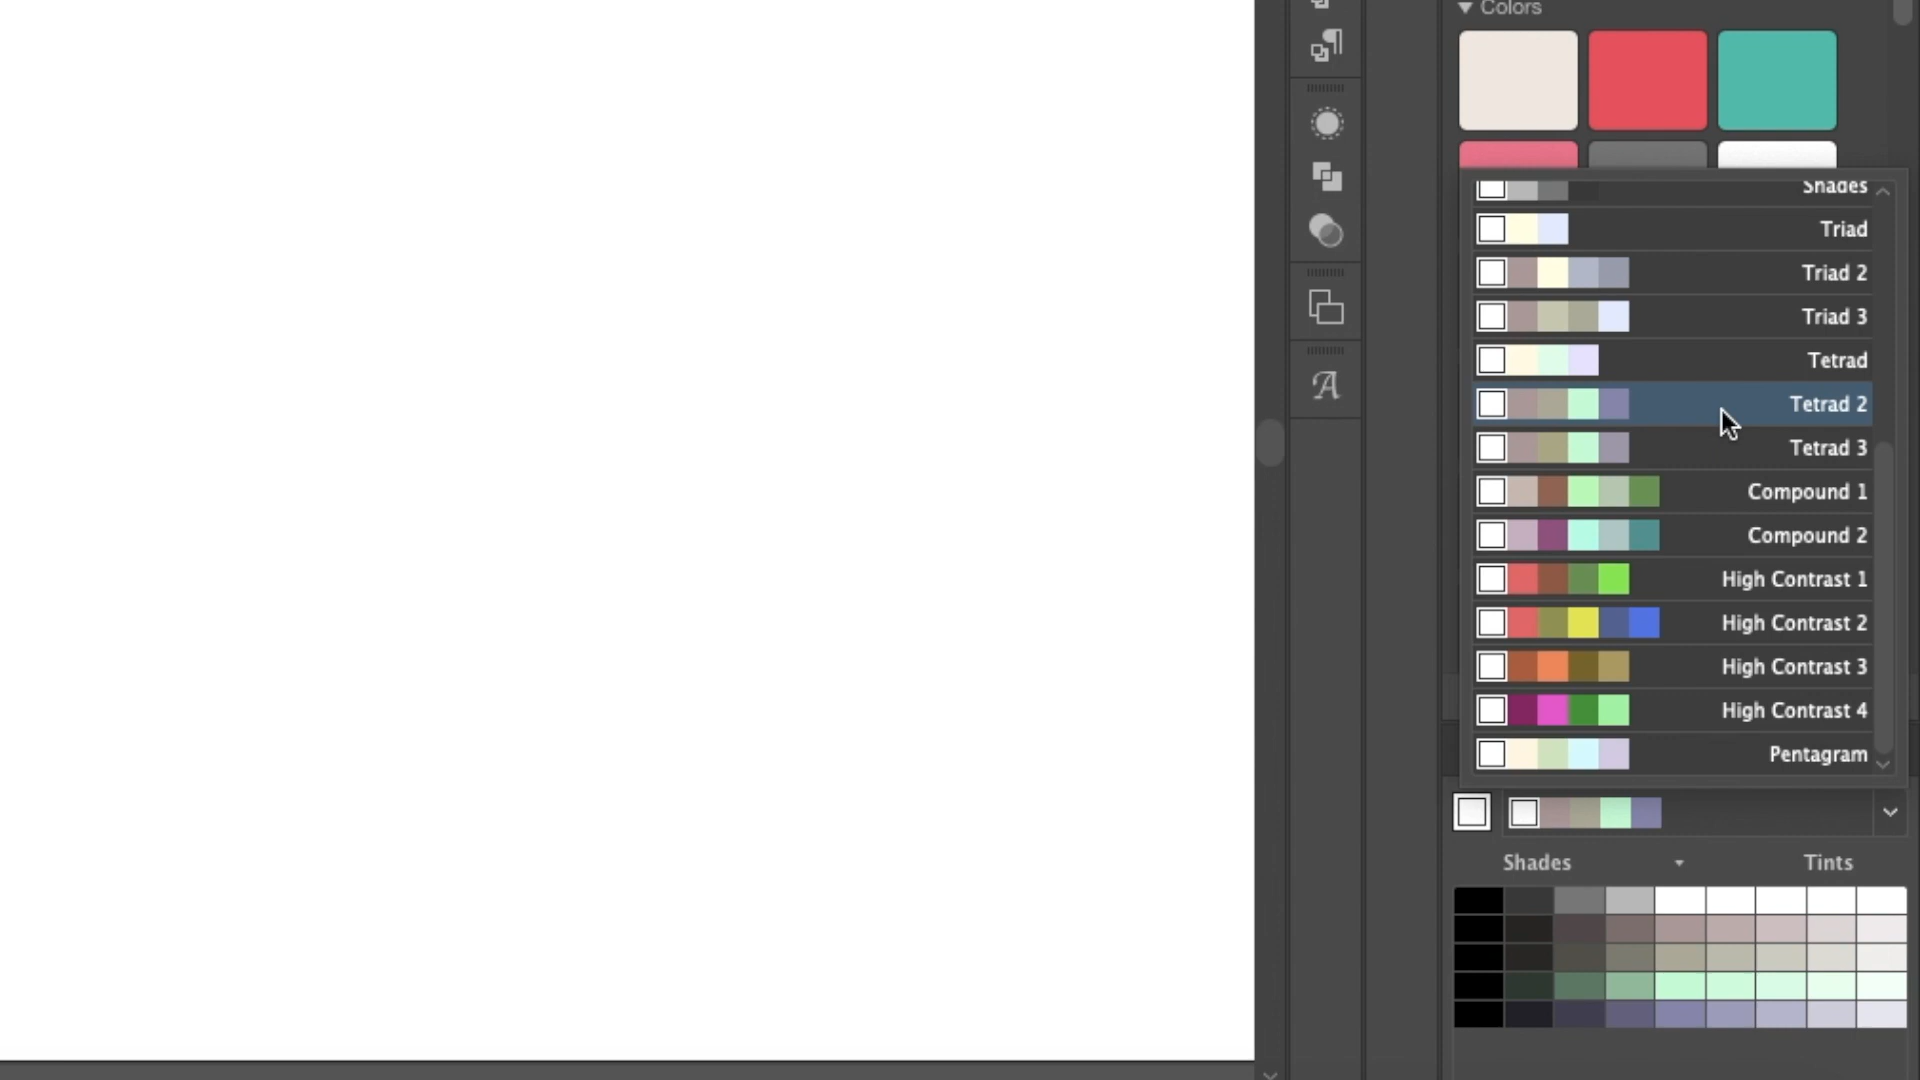 Colors
Shades
Triad
Triad 2
Triad 3
Tetrad
Tetrad 2
Tetrad 3
Compound 1
Compound 2
High Contrast 1
High Contrast 2
High Contrast 3
High Contrast 4
Pentagram
Shades Tints